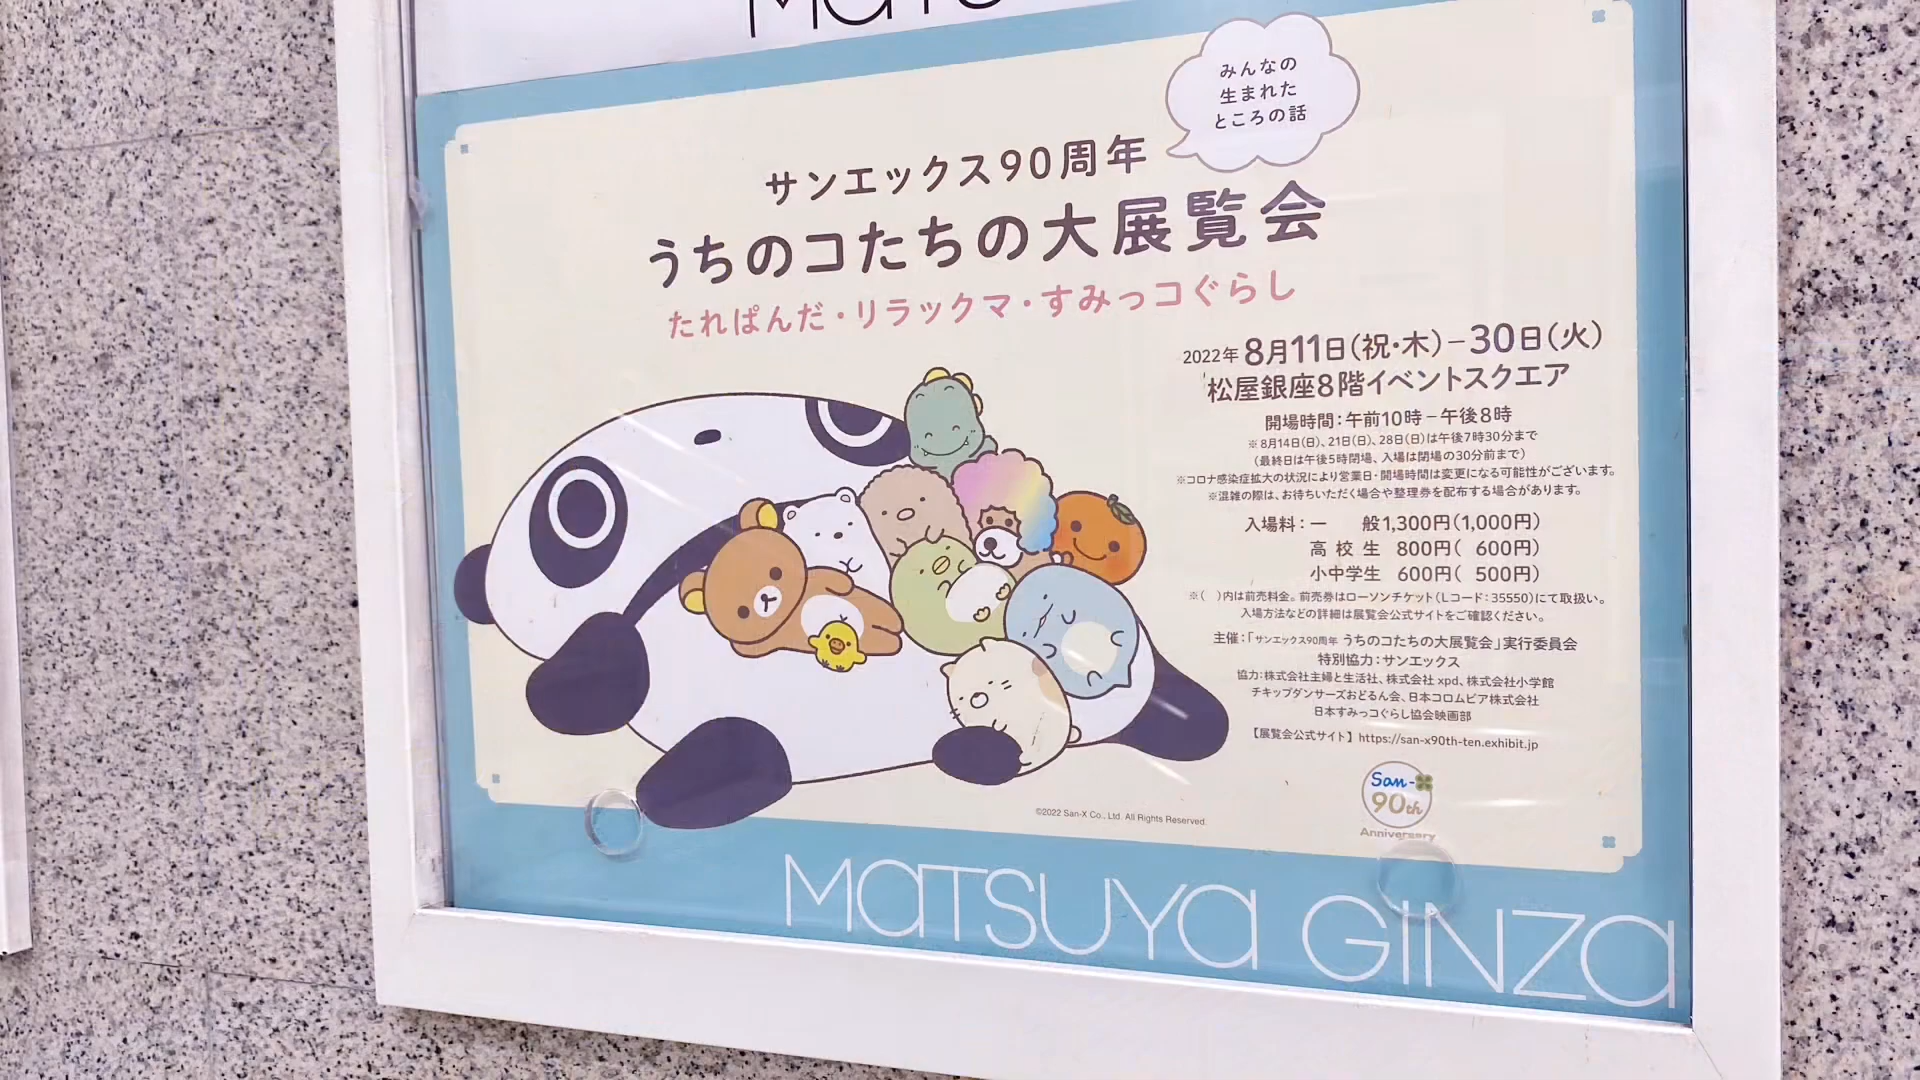 みんなの
生まれた
ところの話
サンエックス90周年
うちのコたちの大展覧会
たれぱんだ・リラックマ・すみっコぐらし
2022年 8月11日(祝・木)−30日(火)
松屋銀座8階イベントスクエア
開場時間：午前10時−午後8時
※8月14日(日)、21日(日)、28日(日)は午後7時30分まで
(最終日は午後5時閉場、入場は閉場の30分前まで)
※コロナ感染症拡大の状況により営業日・開場時間は変更になる可能性がございます。
※混雑の際は、お待ちいただく場合や整理券を配布する場合があります。
入場料：一 般1,300円(1,000円)
高 校 生 800円( 600円)
小中学生 600円( 500円)
※( )内は前売料金。前売券はローソンチケット(Lコード：35550)にて取扱い。
入場方法などの詳細は展覧会公式サイトをご確認ください。
主催：「サンエックス90周年 うちのコたちの大展覧会」実行委員会
特別協力：サンエックス
協力：株式会社主婦と生活社、株式会社 xpd、株式会社小学館
チキップダンサーズおどるん会、日本コロムビア株式会社
日本すみっコぐらし協会映画部
【展覧会公式サイト】https://san-x90th-ten.exhibit.jp
San-
90th
Anniversary
©2022 San-X Co., Ltd. All Rights Reserved.
MATSUYA GINZA